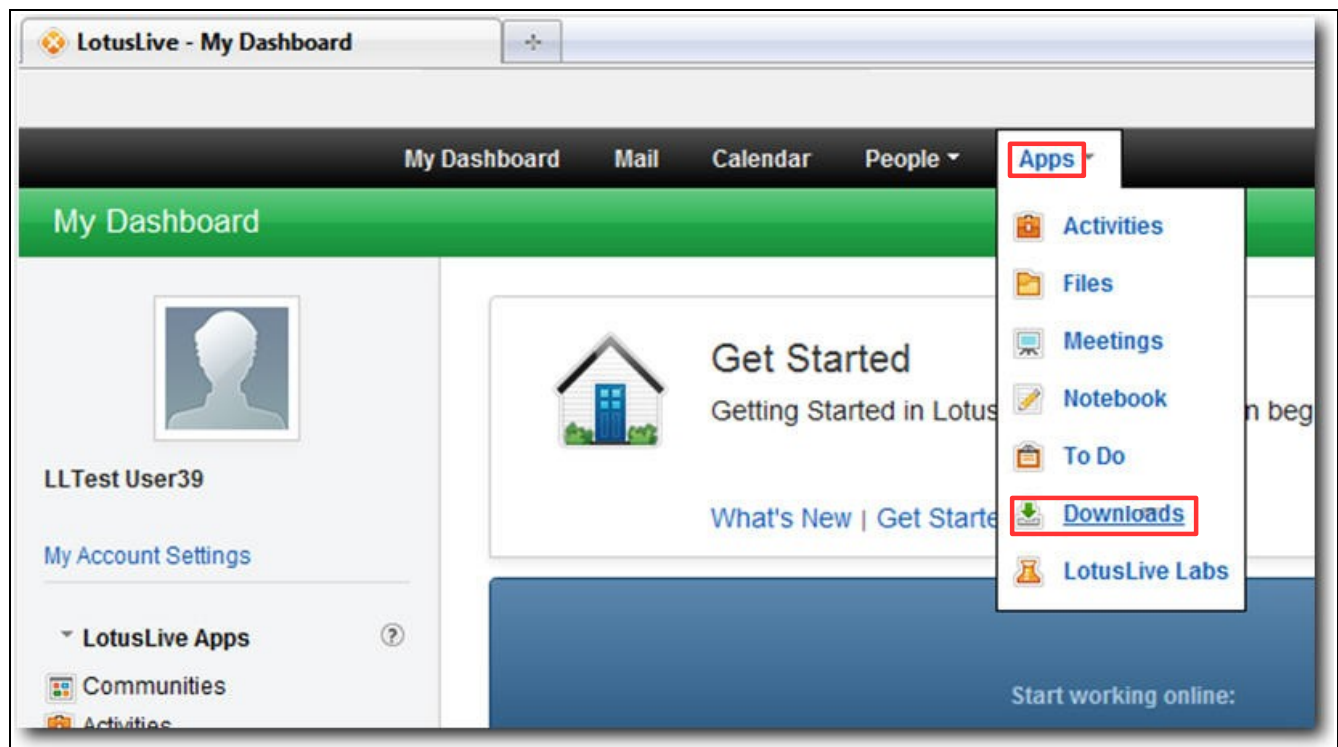 LotusLive - My Dashboard
My Dashboard Mail Calendar People Apps
My Dashboard
Activities
Files
Meetings
Notebook
To Do
Downloads
LotusLive Labs
LLTest User39
My Account Settings
LotusLive Apps ?
Communities
Activities
Get Started
Getting Started in Lotus n beg
What's New | Get Starte
Start working online: